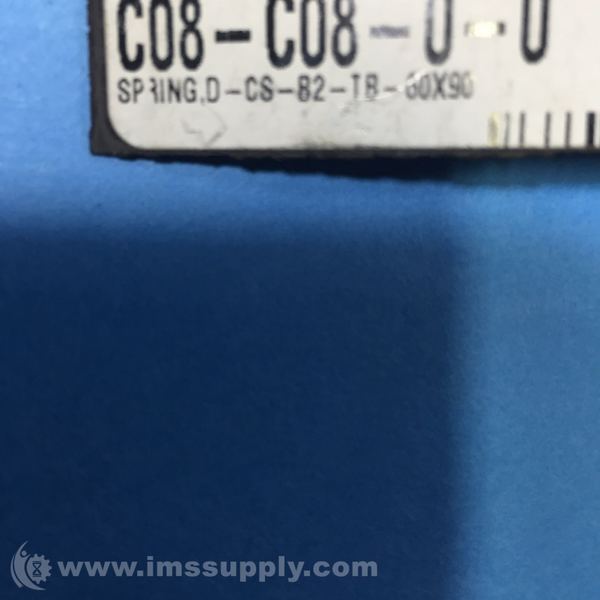 C08-C08-0-0
SPRING,D-CS-B2-TB-60X90
www.imssupply.com